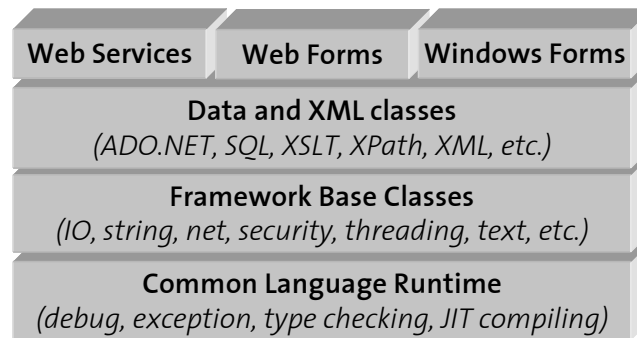 Web Services
Web Forms
Windows Forms
Data and XML classes
(ADO.NET, SQL, XSLT, XPath, XML, etc.)
Framework Base Classes
(IO, string, net, security, threading, text, etc.)
Common Language Runtime
(debug, exception, type checking, JIT compiling)